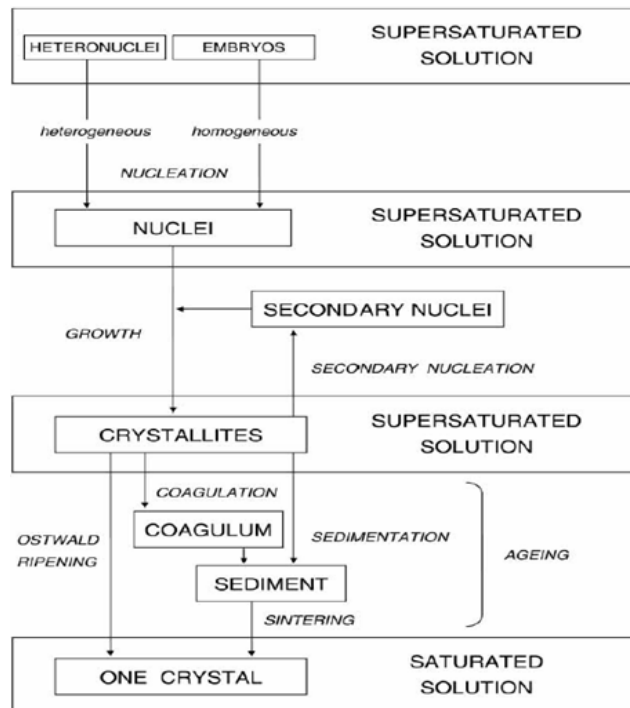 HETERONUCLEI
EMBRYOS
SUPERSATURATED
SOLUTION
heterogeneous
homogeneous
NUCLEATION
NUCLEI
SUPERSATURATED
SOLUTION
SECONDARY NUCLEI
GROWTH
SECONDARY NUCLEATION
CRYSTALLITES
SUPERSATURATED
SOLUTION
COAGULATION
COAGULUM
OSTWALD
RIPENING
SEDIMENTATION
AGEING
SEDIMENT
SINTERING
ONE CRYSTAL
SATURATED
SOLUTION